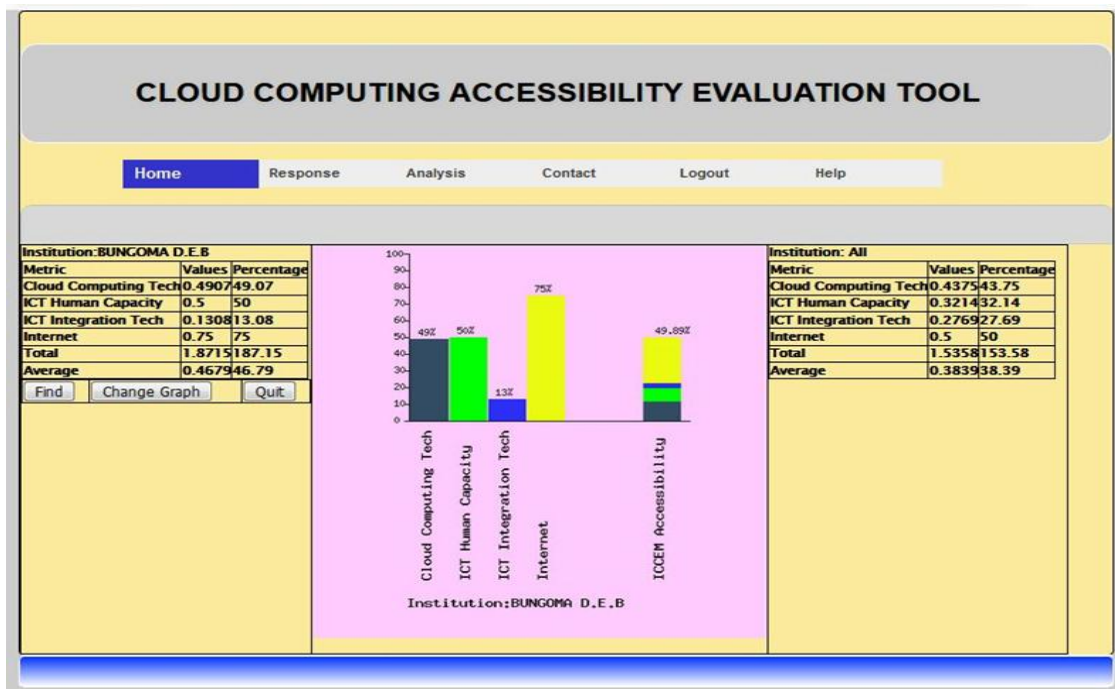 CLOUD COMPUTING ACCESSIBILITY EVALUATION TOOL
Home Response Analysis Contact Logout Help
Institution:BUNGOMA D.E.B
Metric Values Percentage
Cloud Computing Tech 0.4907 49.07
ICT Human Capacity 0.5 50
ICT Integration Tech 0.1308 13.08
Internet 0.75 75
Total 1.8715 187.15
Average 0.4679 46.79
Find Change Graph Quit
100
90
80
70
60
50
40
30
20
10
0
49%
50%
13%
75%
49.89%
Cloud Computing Tech
ICT Human Capacity
ICT Integration Tech
Internet
ICCEM Accessibility
Institution:BUNGOMA D.E.B
Institution: All
Metric Values Percentage
Cloud Computing Tech 0.4375 43.75
ICT Human Capacity 0.3214 32.14
ICT Integration Tech 0.2769 27.69
Internet 0.5 50
Total 1.5358 153.58
Average 0.3839 38.39